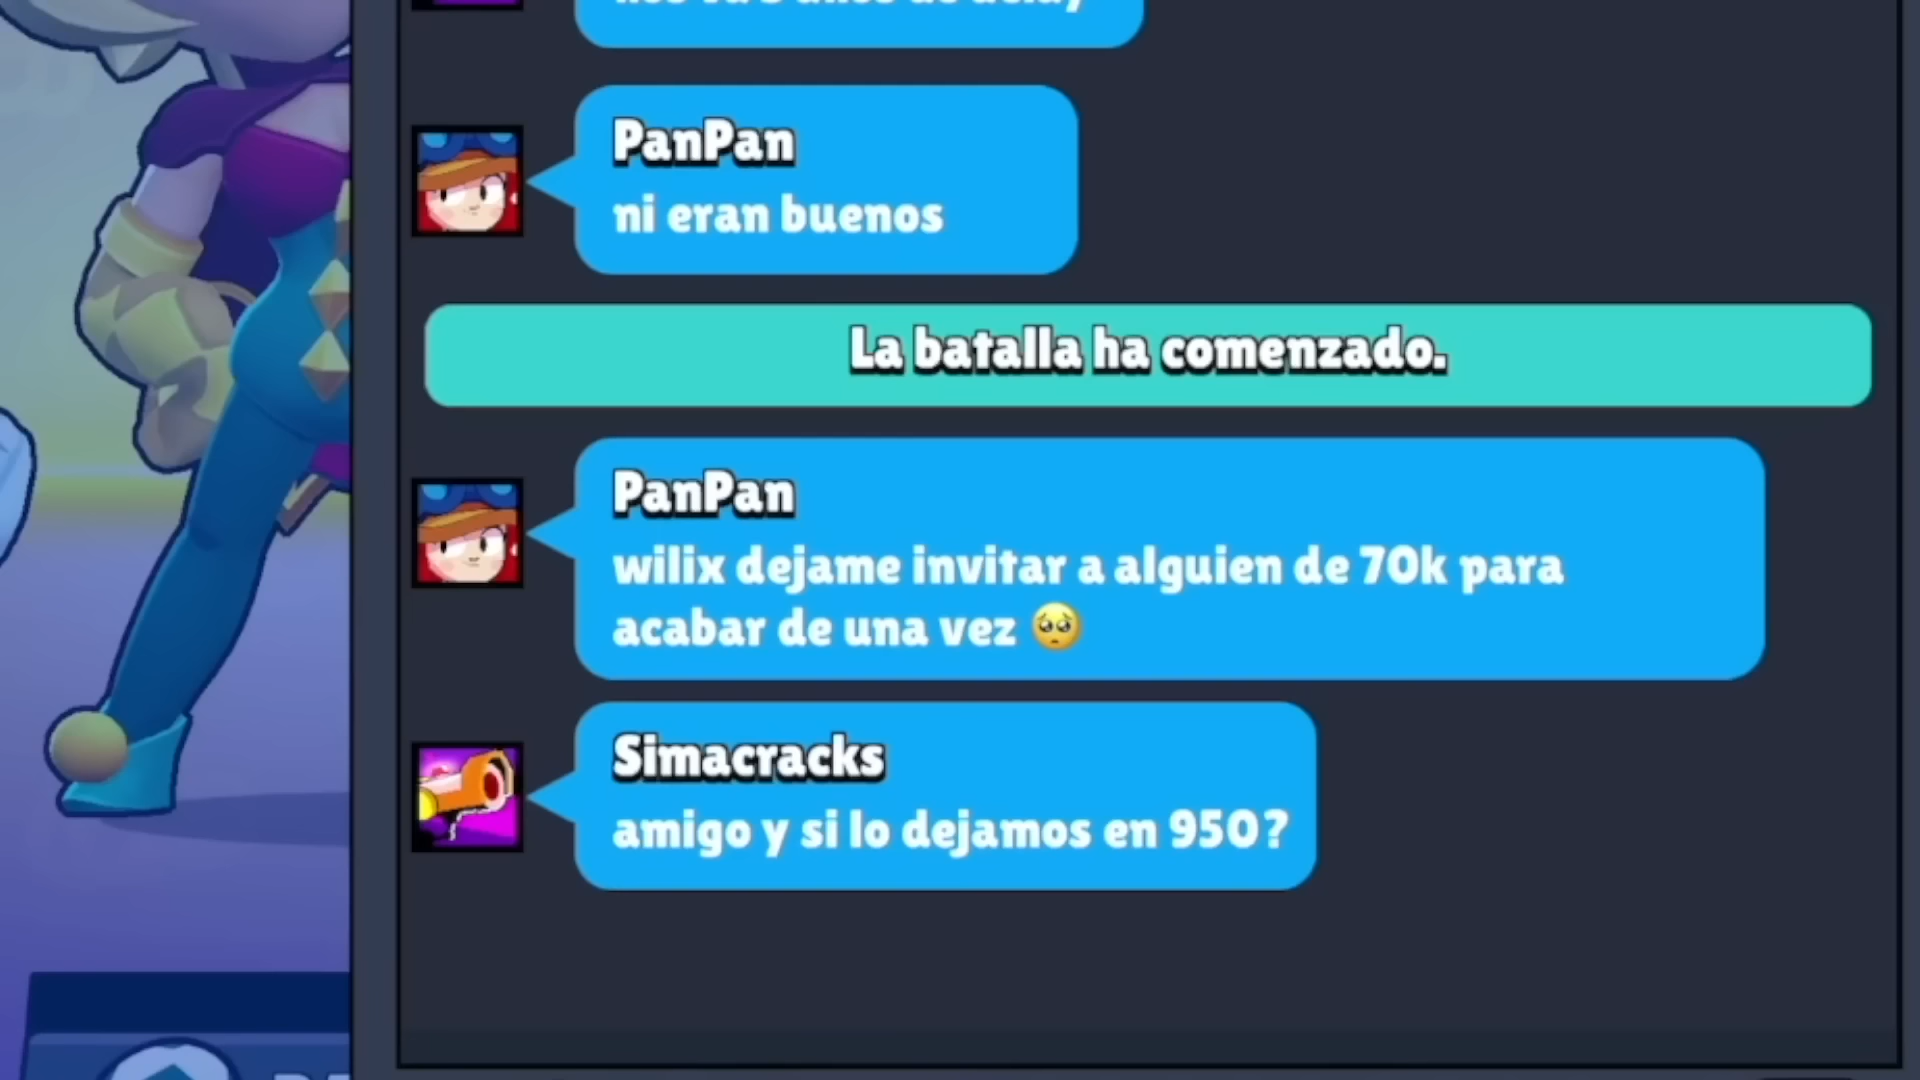 PanPan
ni eran buenos
La batalla ha comenzado.
PanPan
wilix dejame invitar a alguien de 70k para
acabar de una vez 🥺
Simacracks
amigo y si lo dejamos en 950?